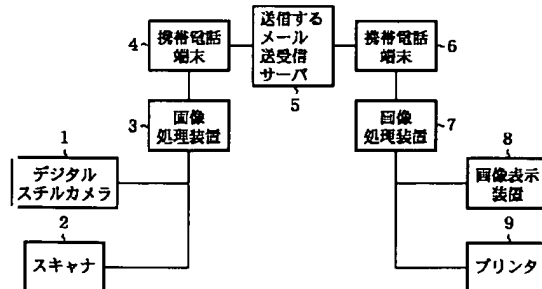 4
携帯電話
端末
送信する
メール
送受信
サーバ
5
携帯電話
端末
6
3
画像
処理装置
画像
処理装置
7
1
デジタル
スチルカメラ
8
画像表示
装置
2
スキャナ
9
プリンタ